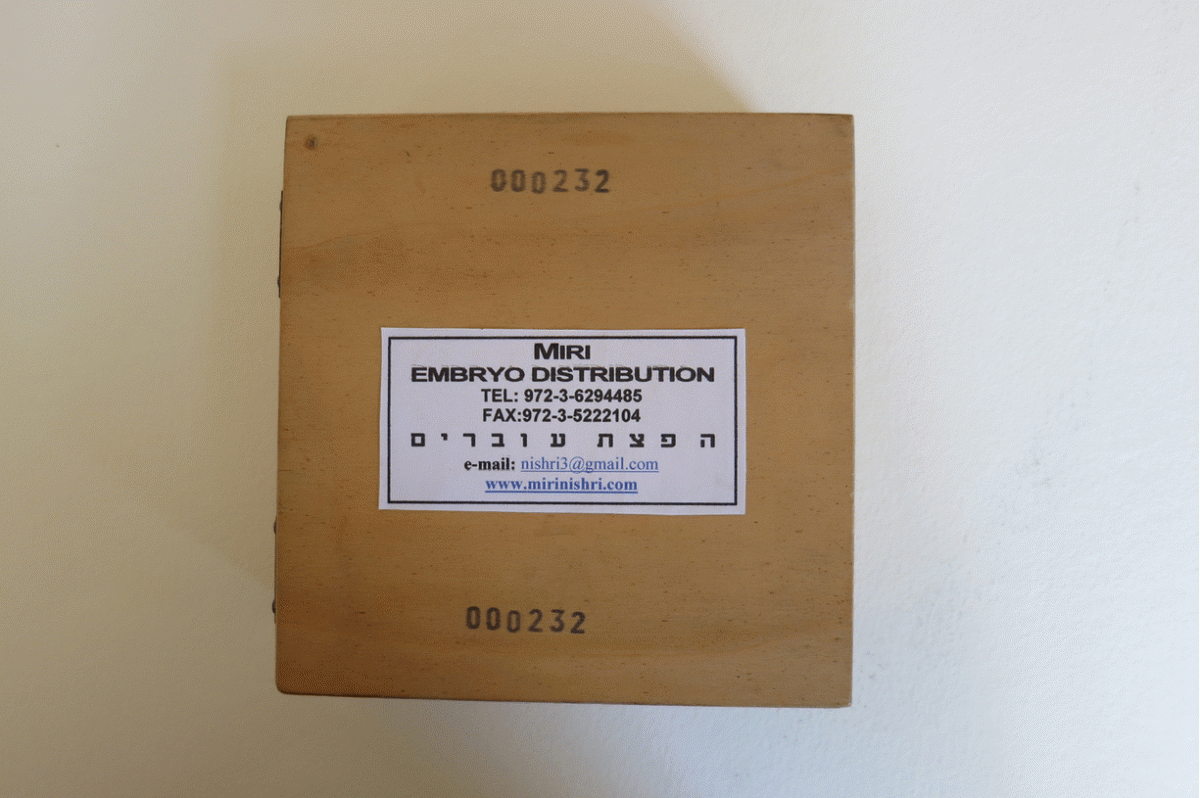 000232
MIRI
EMBRYO DISTRIBUTION
TEL: 972-3-6294485
FAX:972-3-5222104
הפצת עוברים
e-mail: nishri3@gmail.com
www.mirinishri.com
000232